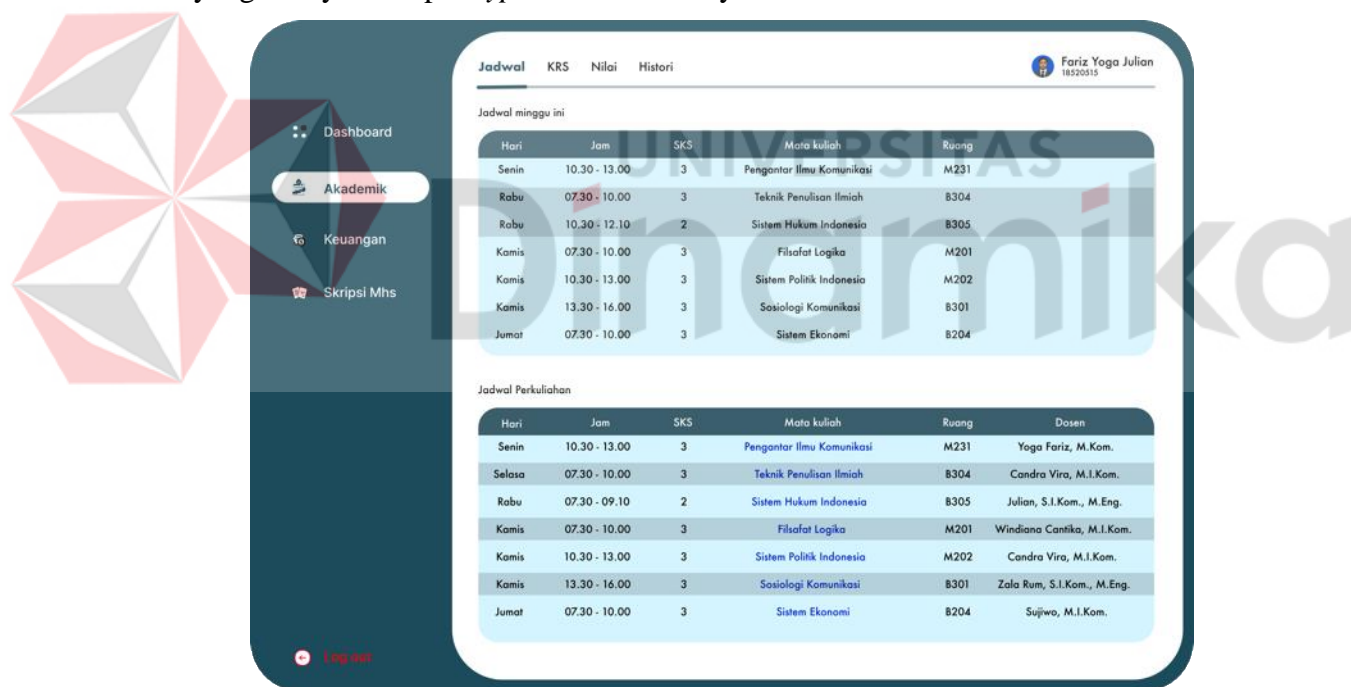 Jadwal KRS Nilai Histori
Fariz Yoga Julian
18520515
Dashboard
Akademik
Keuangan
Skripsi Mhs
Log out
Jadwal minggu ini
Hari Jam SKS Mata kuliah Ruang
Senin 10.30 - 13.00 3 Pengantar Ilmu Komunikasi M231
Rabu 07.30 - 10.00 3 Teknik Penulisan Ilmiah B304
Rabu 10.30 - 12.10 2 Sistem Hukum Indonesia B305
Kamis 07.30 - 10.00 3 Filsafat Logika M201
Kamis 10.30 - 13.00 3 Sistem Politik Indonesia M202
Kamis 13.30 - 16.00 3 Sosiologi Komunikasi B301
Jumat 07.30 - 10.00 3 Sistem Ekonomi B204
Jadwal Perkuliahan
Hari Jam SKS Mata kuliah Ruang Dosen
Senin 10.30 - 13.00 3 Pengantar Ilmu Komunikasi M231 Yoga Fariz, M.Kom.
Selasa 07.30 - 10.00 3 Teknik Penulisan Ilmiah B304 Candra Vira, M.I.Kom.
Rabu 07.30 - 09.10 2 Sistem Hukum Indonesia B305 Julian, S.I.Kom., M.Eng.
Kamis 07.30 - 10.00 3 Filsafat Logika M201 Windiana Cantika, M.I.Kom.
Kamis 10.30 - 13.00 3 Sistem Politik Indonesia M202 Candra Vira, M.I.Kom.
Kamis 13.30 - 16.00 3 Sosiologi Komunikasi B301 Zala Rum, S.I.Kom., M.Eng.
Jumat 07.30 - 10.00 3 Sistem Ekonomi B204 Sujiwo, M.I.Kom.
UNIVERSITAS
Dinamika